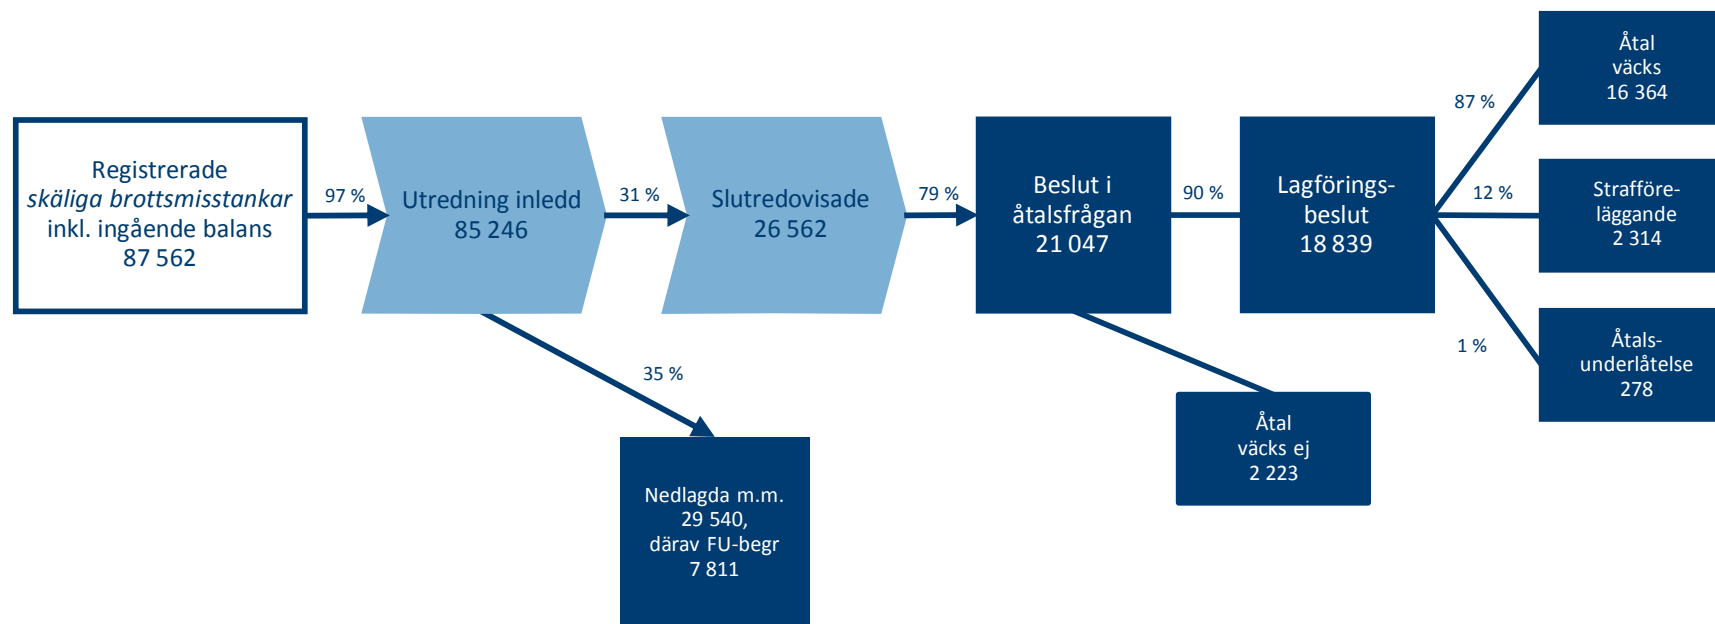 Registrerade
skäliga brottsmisstankar
inkl. ingående balans
87 562
97 %
Utredning inledd
85 246
31 %
Slutredovisade
26 562
79 %
Beslut i
åtalsfrågan
21 047
90 %
Lagförings-
beslut
18 839
87 %
Åtal
väcks
16 364
12 %
Strafföre-
läggande
2 314
1 %
Åtals-
underlåtelse
278
35 %
Nedlagda m.m.
29 540,
därav FU-begr
7 811
Åtal
väcks ej
2 223